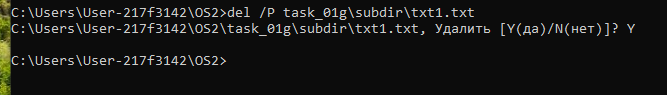 C:\Users\User-217f3142\OS2>del /P task_01g\subdir\txt1.txt
C:\Users\User-217f3142\OS2\task_01g\subdir\txt1.txt, Удалить [Y(да)/N(нет)]? Y
C:\Users\User-217f3142\OS2>